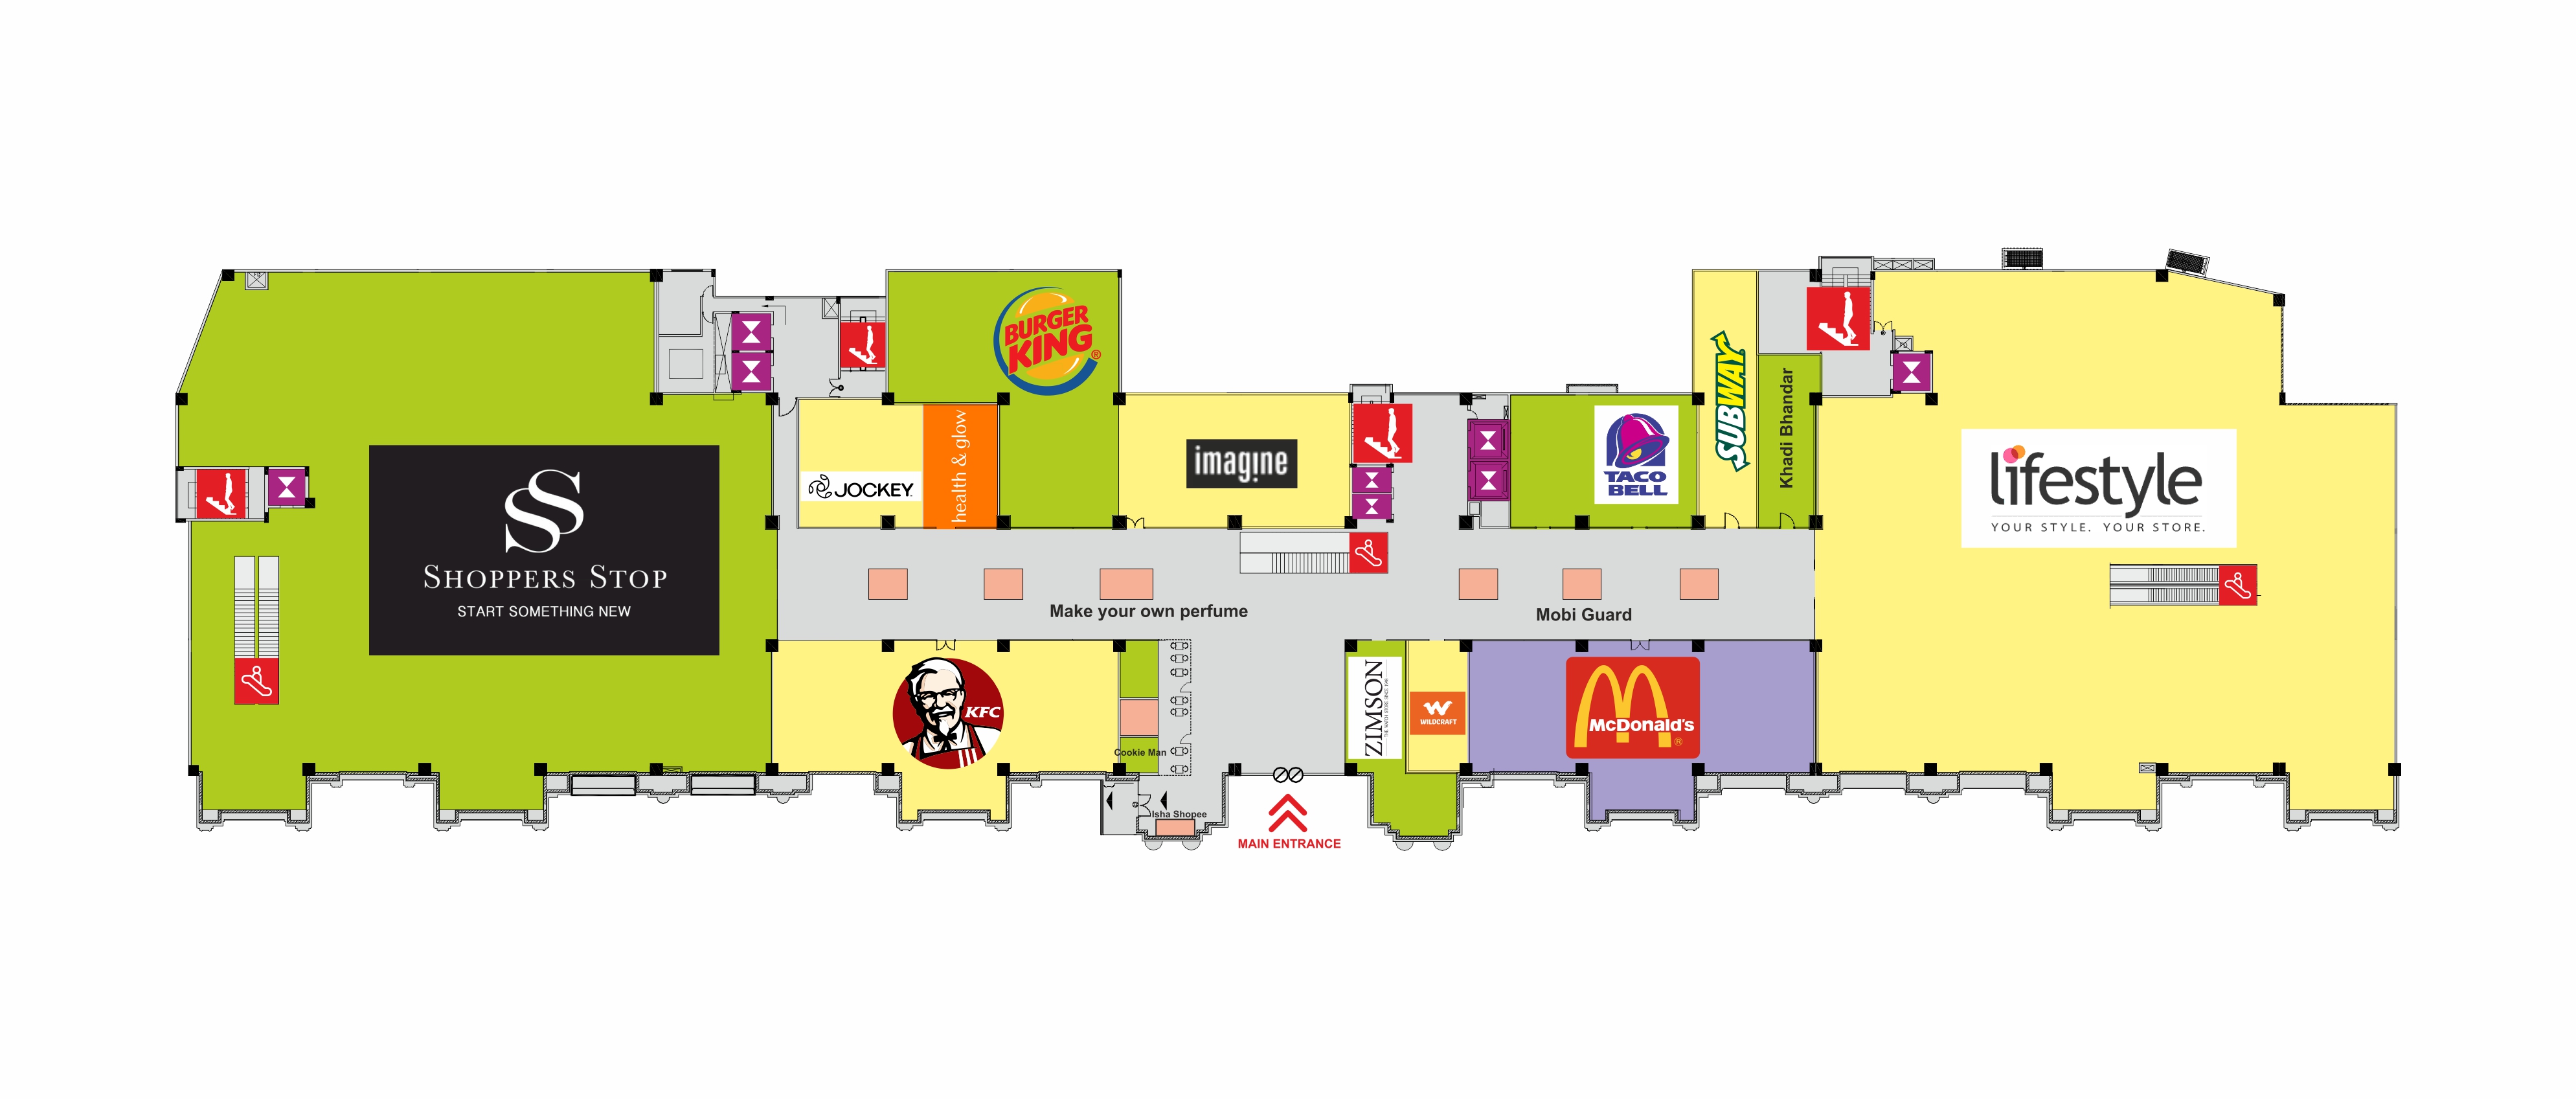 BURGER
KING®
SUBWAY
Khadi Bhandar
JOCKEY
health & glow
imagine
TACO
BELL
lifestyle
YOUR STYLE. YOUR STORE.
SS
SHOPPERS STOP
START SOMETHING NEW
Make your own perfume
Mobi Guard
KFC
Cookie Man
Isha Shopee
MAIN ENTRANCE
ZIMSON
WILDCRAFT
McDonald's
®